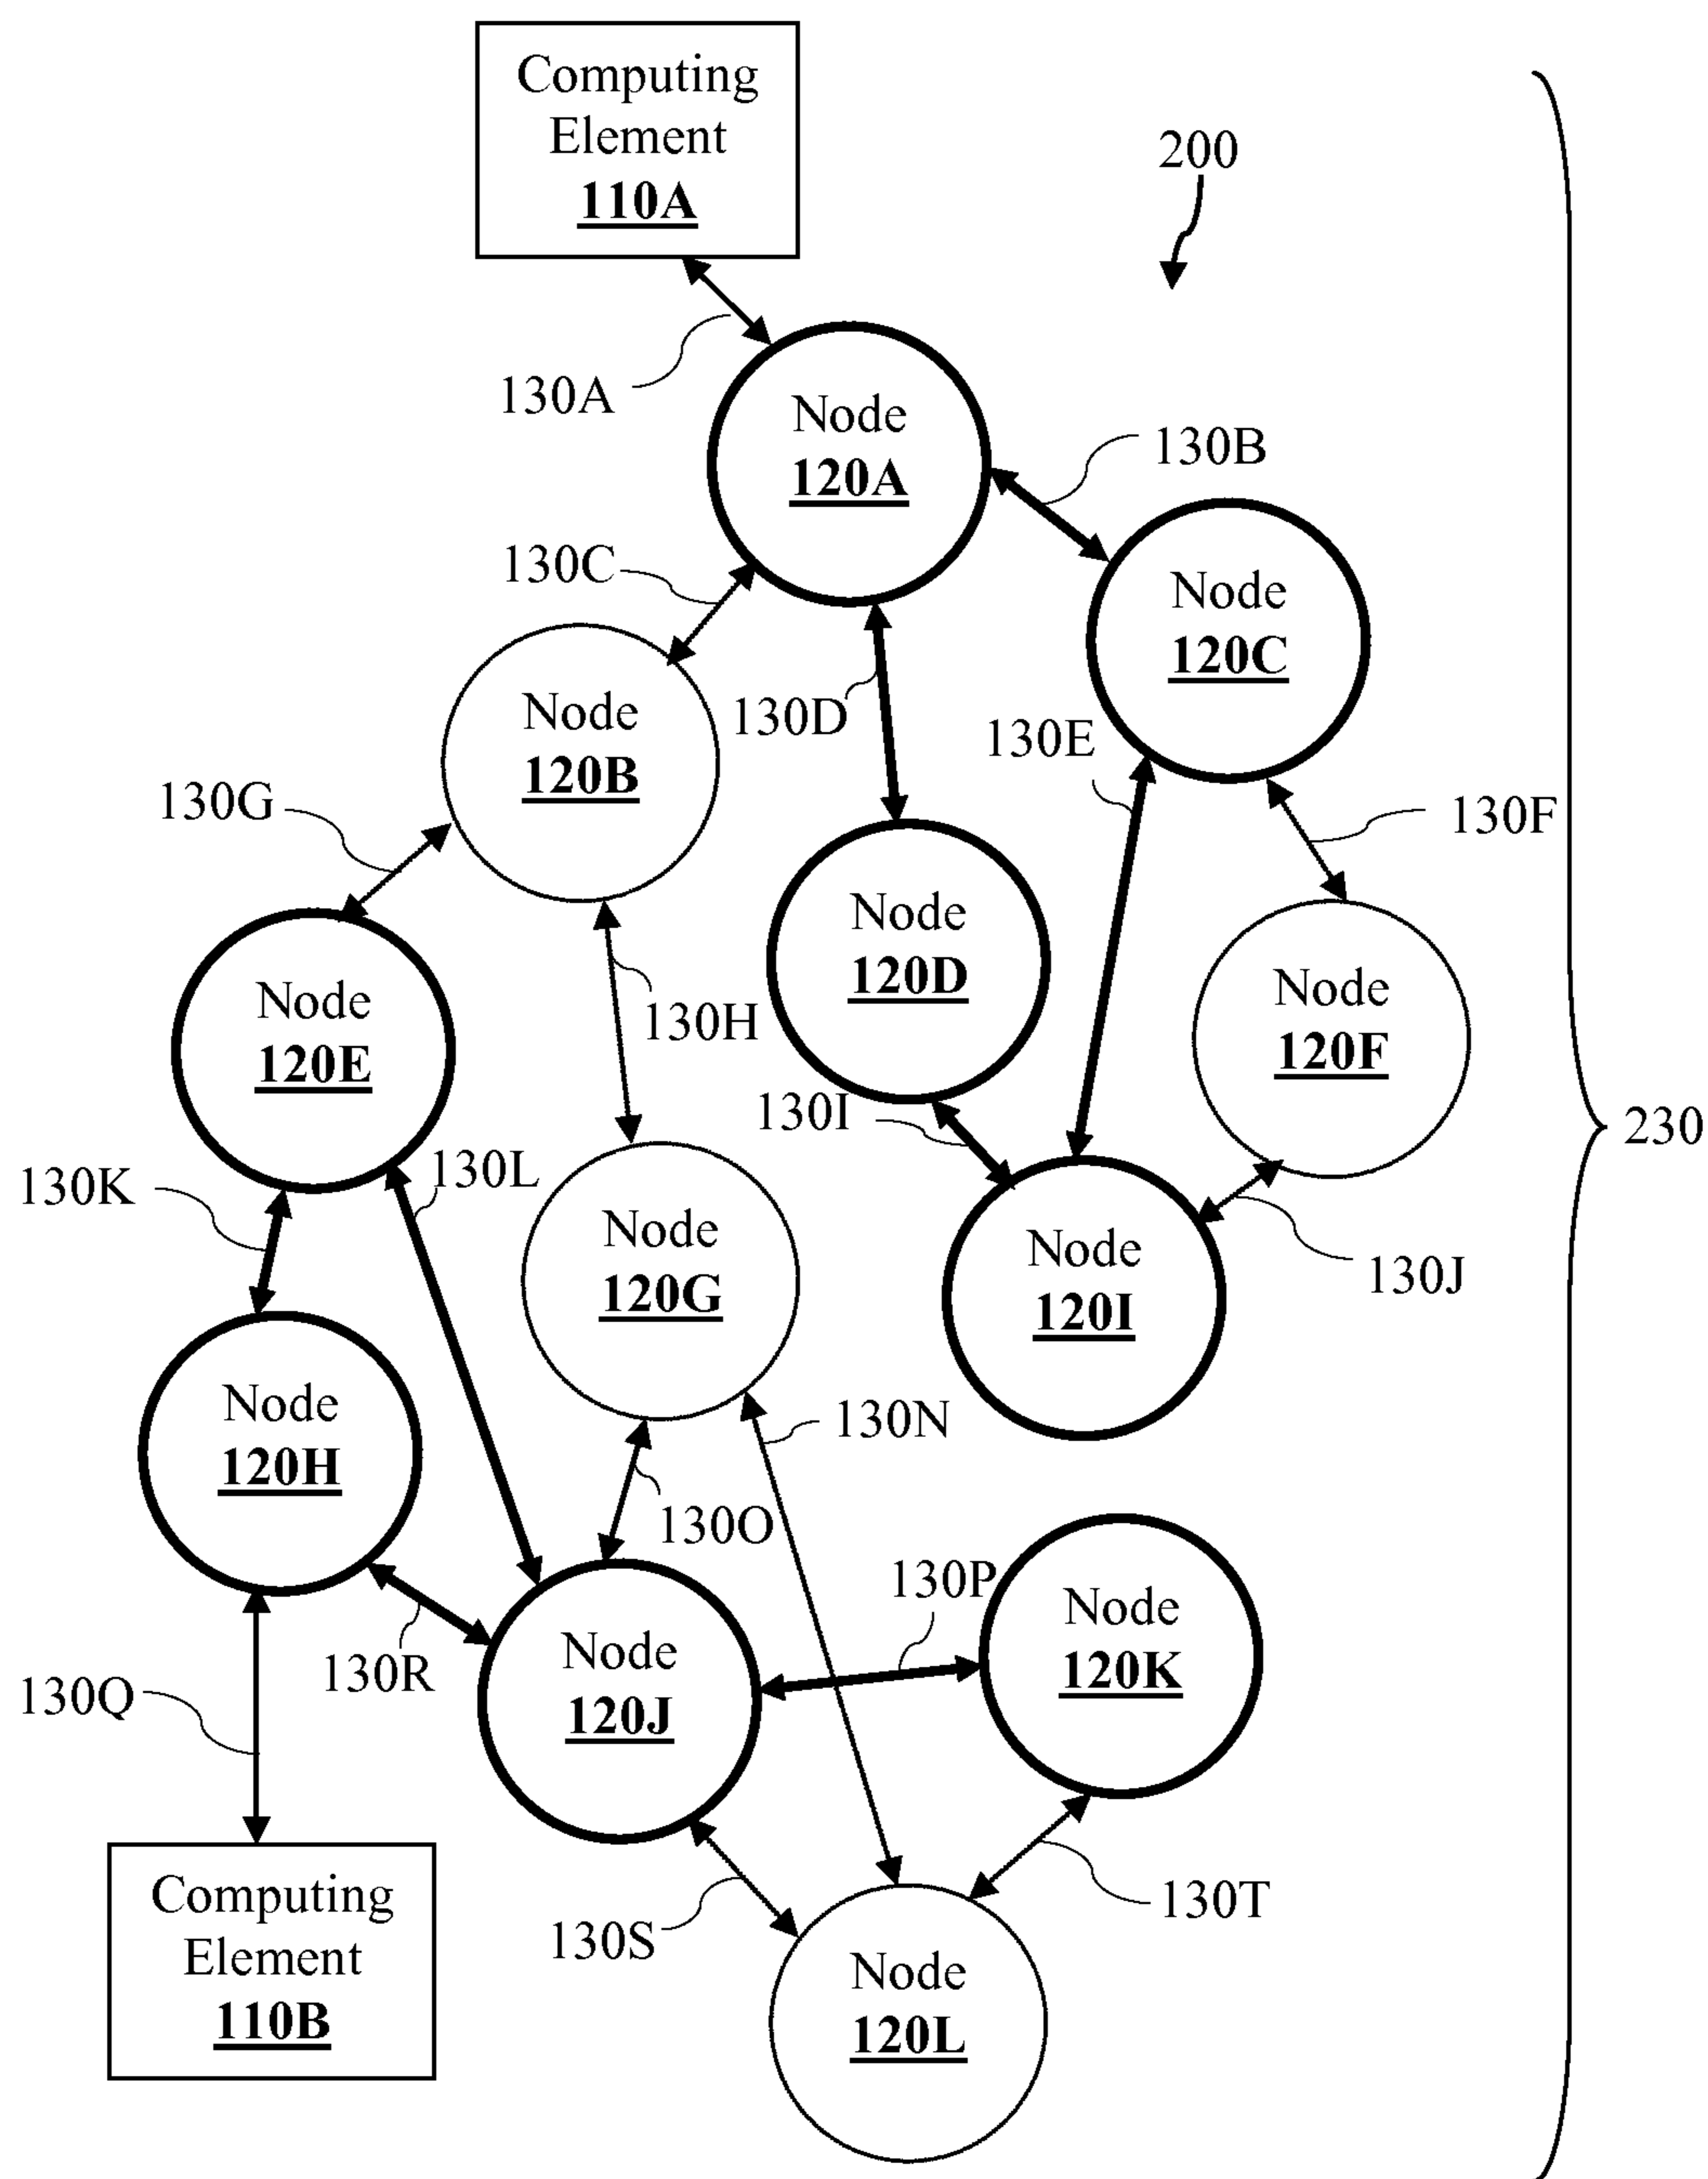 Computing
Element
110A
200
130A
Node
120A
130B
130C
Node
120C
Node
120B
130D
130E
130G
130F
Node
120D
Node
120E
130H
Node
120F
130I
130L
130K
Node
120G
Node
120I
130J
Node
120H
130N
130O
130P
Node
120K
130R
Node
120J
130Q
130T
130S
Computing
Element
110B
Node
120L
230